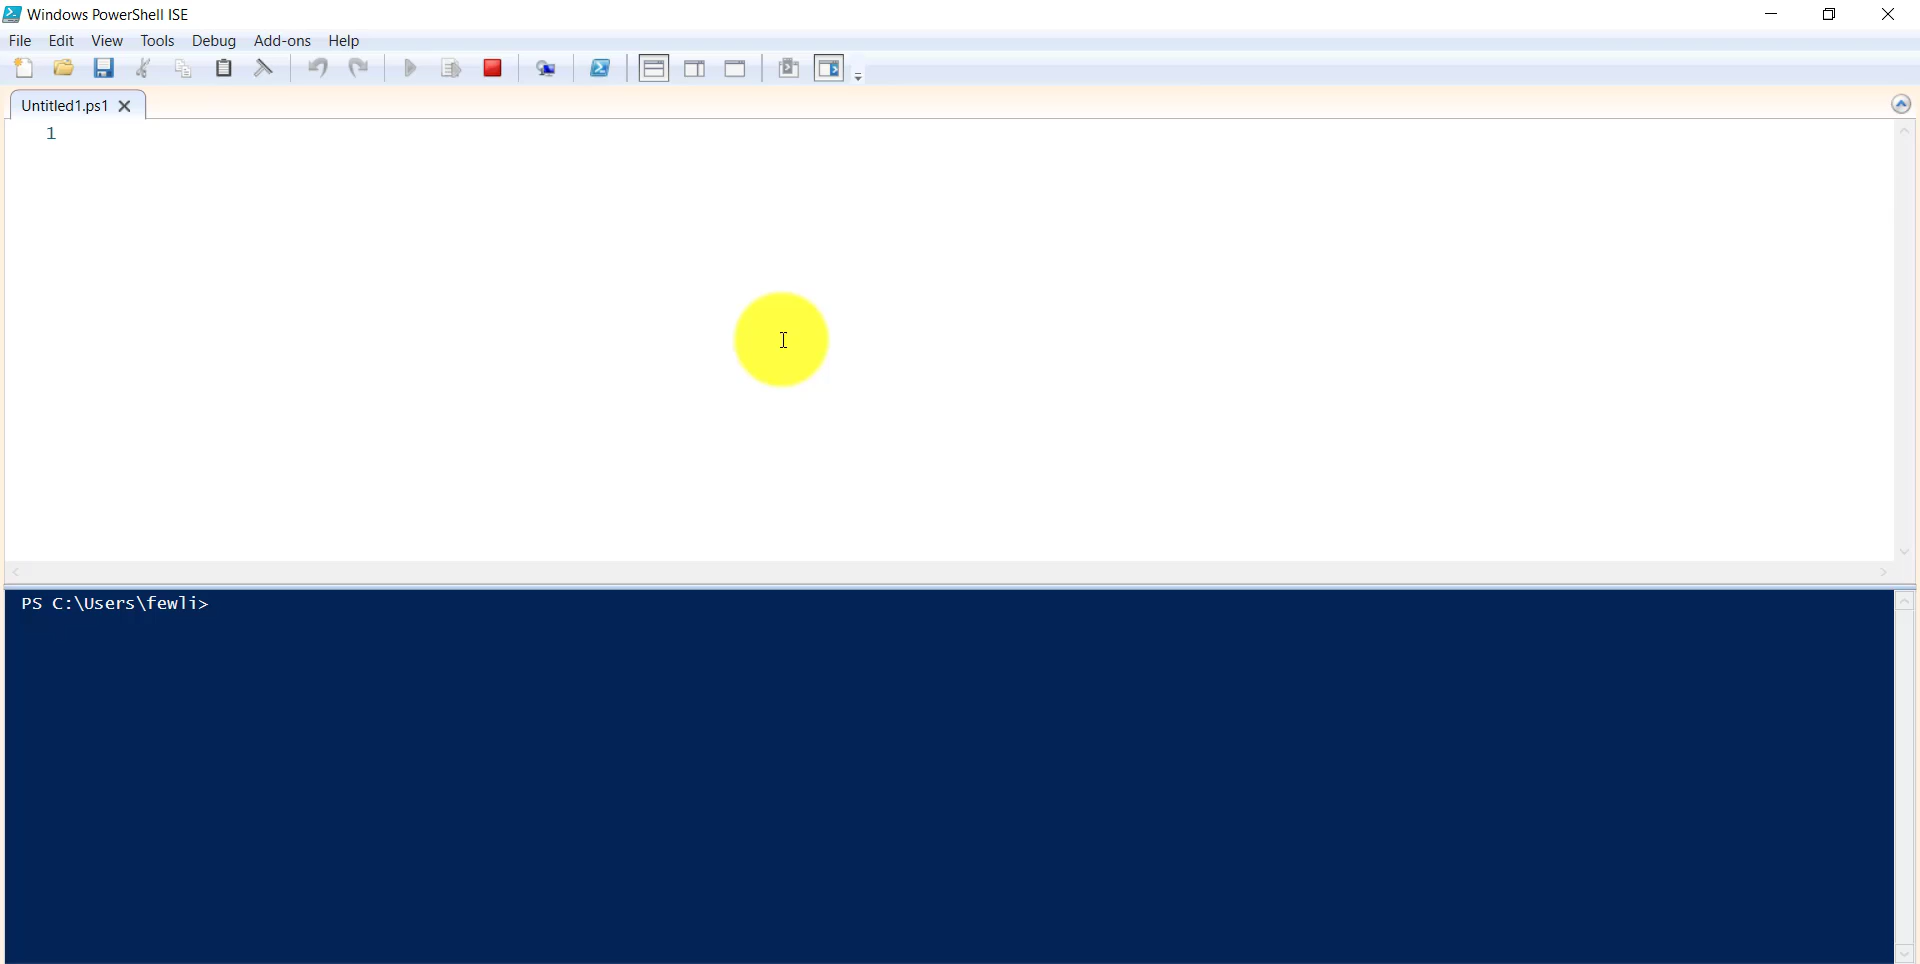 Windows PowerShell ISE
File Edit View Tools Debug Add-ons Help
Untitled1.ps1
1
PS C:\Users\fewli>